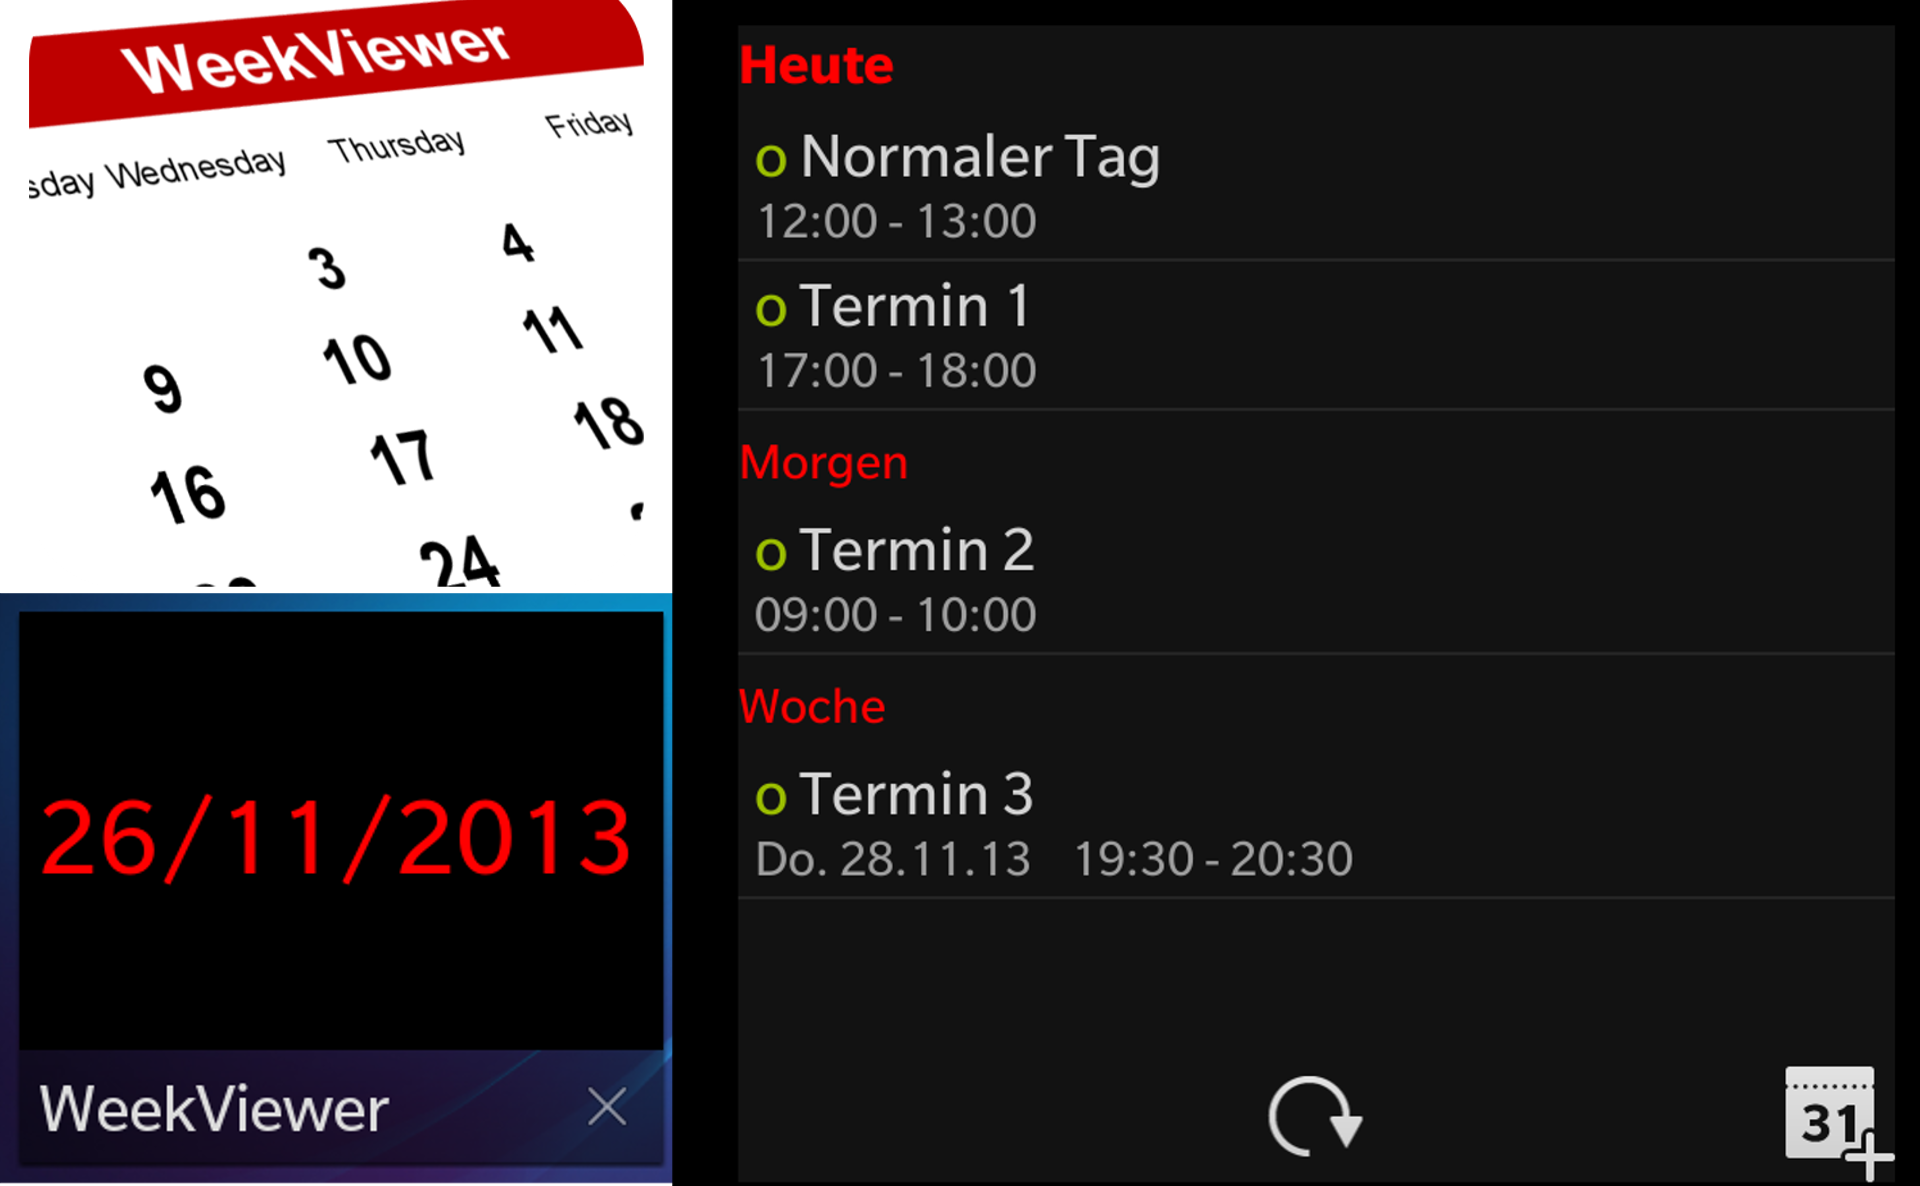 WeekViewer
sday Wednesday Thursday Friday
3 4
9 10 11
16 17 18
24
26/11/2013
WeekViewer
Heute
o Normaler Tag
12:00 - 13:00
o Termin 1
17:00 - 18:00
Morgen
o Termin 2
09:00 - 10:00
Woche
o Termin 3
Do. 28.11.13 19:30 - 20:30
31